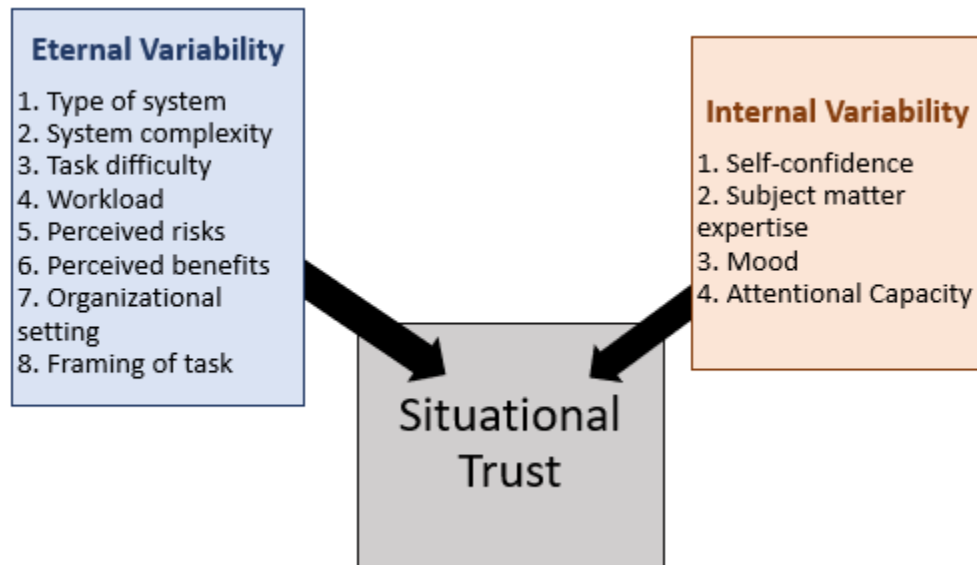 Eternal Variability
1. Type of system
2. System complexity
3. Task difficulty
4. Workload
5. Perceived risks
6. Perceived benefits
7. Organizational
setting
8. Framing of task
Internal Variability
1. Self-confidence
2. Subject matter
expertise
3. Mood
4. Attentional Capacity
Situational
Trust